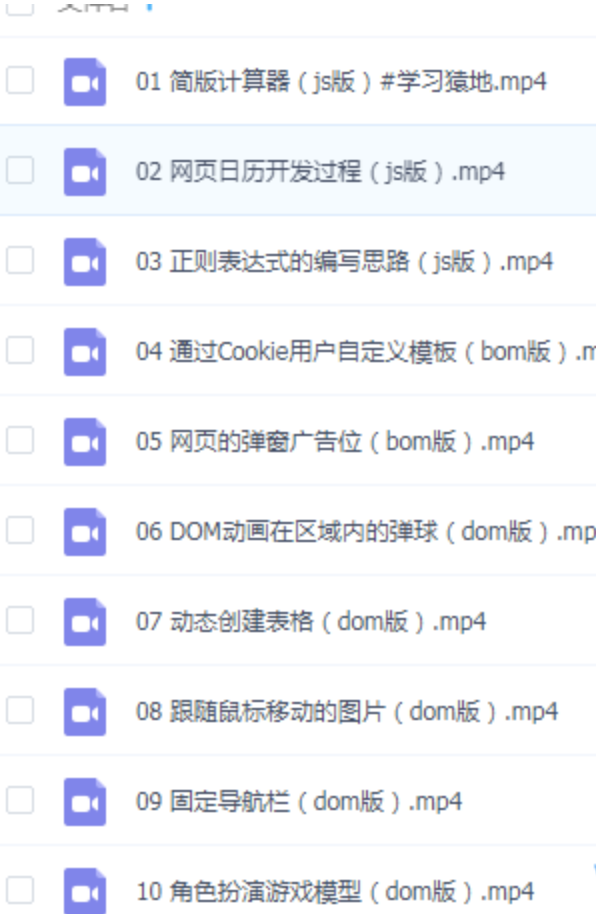 01 简版计算器（js版）#学习猿地.mp4
02 网页日历开发过程（js版）.mp4
03 正则表达式的编写思路（js版）.mp4
04 通过Cookie用户自定义模板（bom版）.m
05 网页的弹窗广告位（bom版）.mp4
06 DOM动画在区域内的弹球（dom版）.mp
07 动态创建表格（dom版）.mp4
08 跟随鼠标移动的图片（dom版）.mp4
09 固定导航栏（dom版）.mp4
10 角色扮演游戏模型（dom版）.mp4